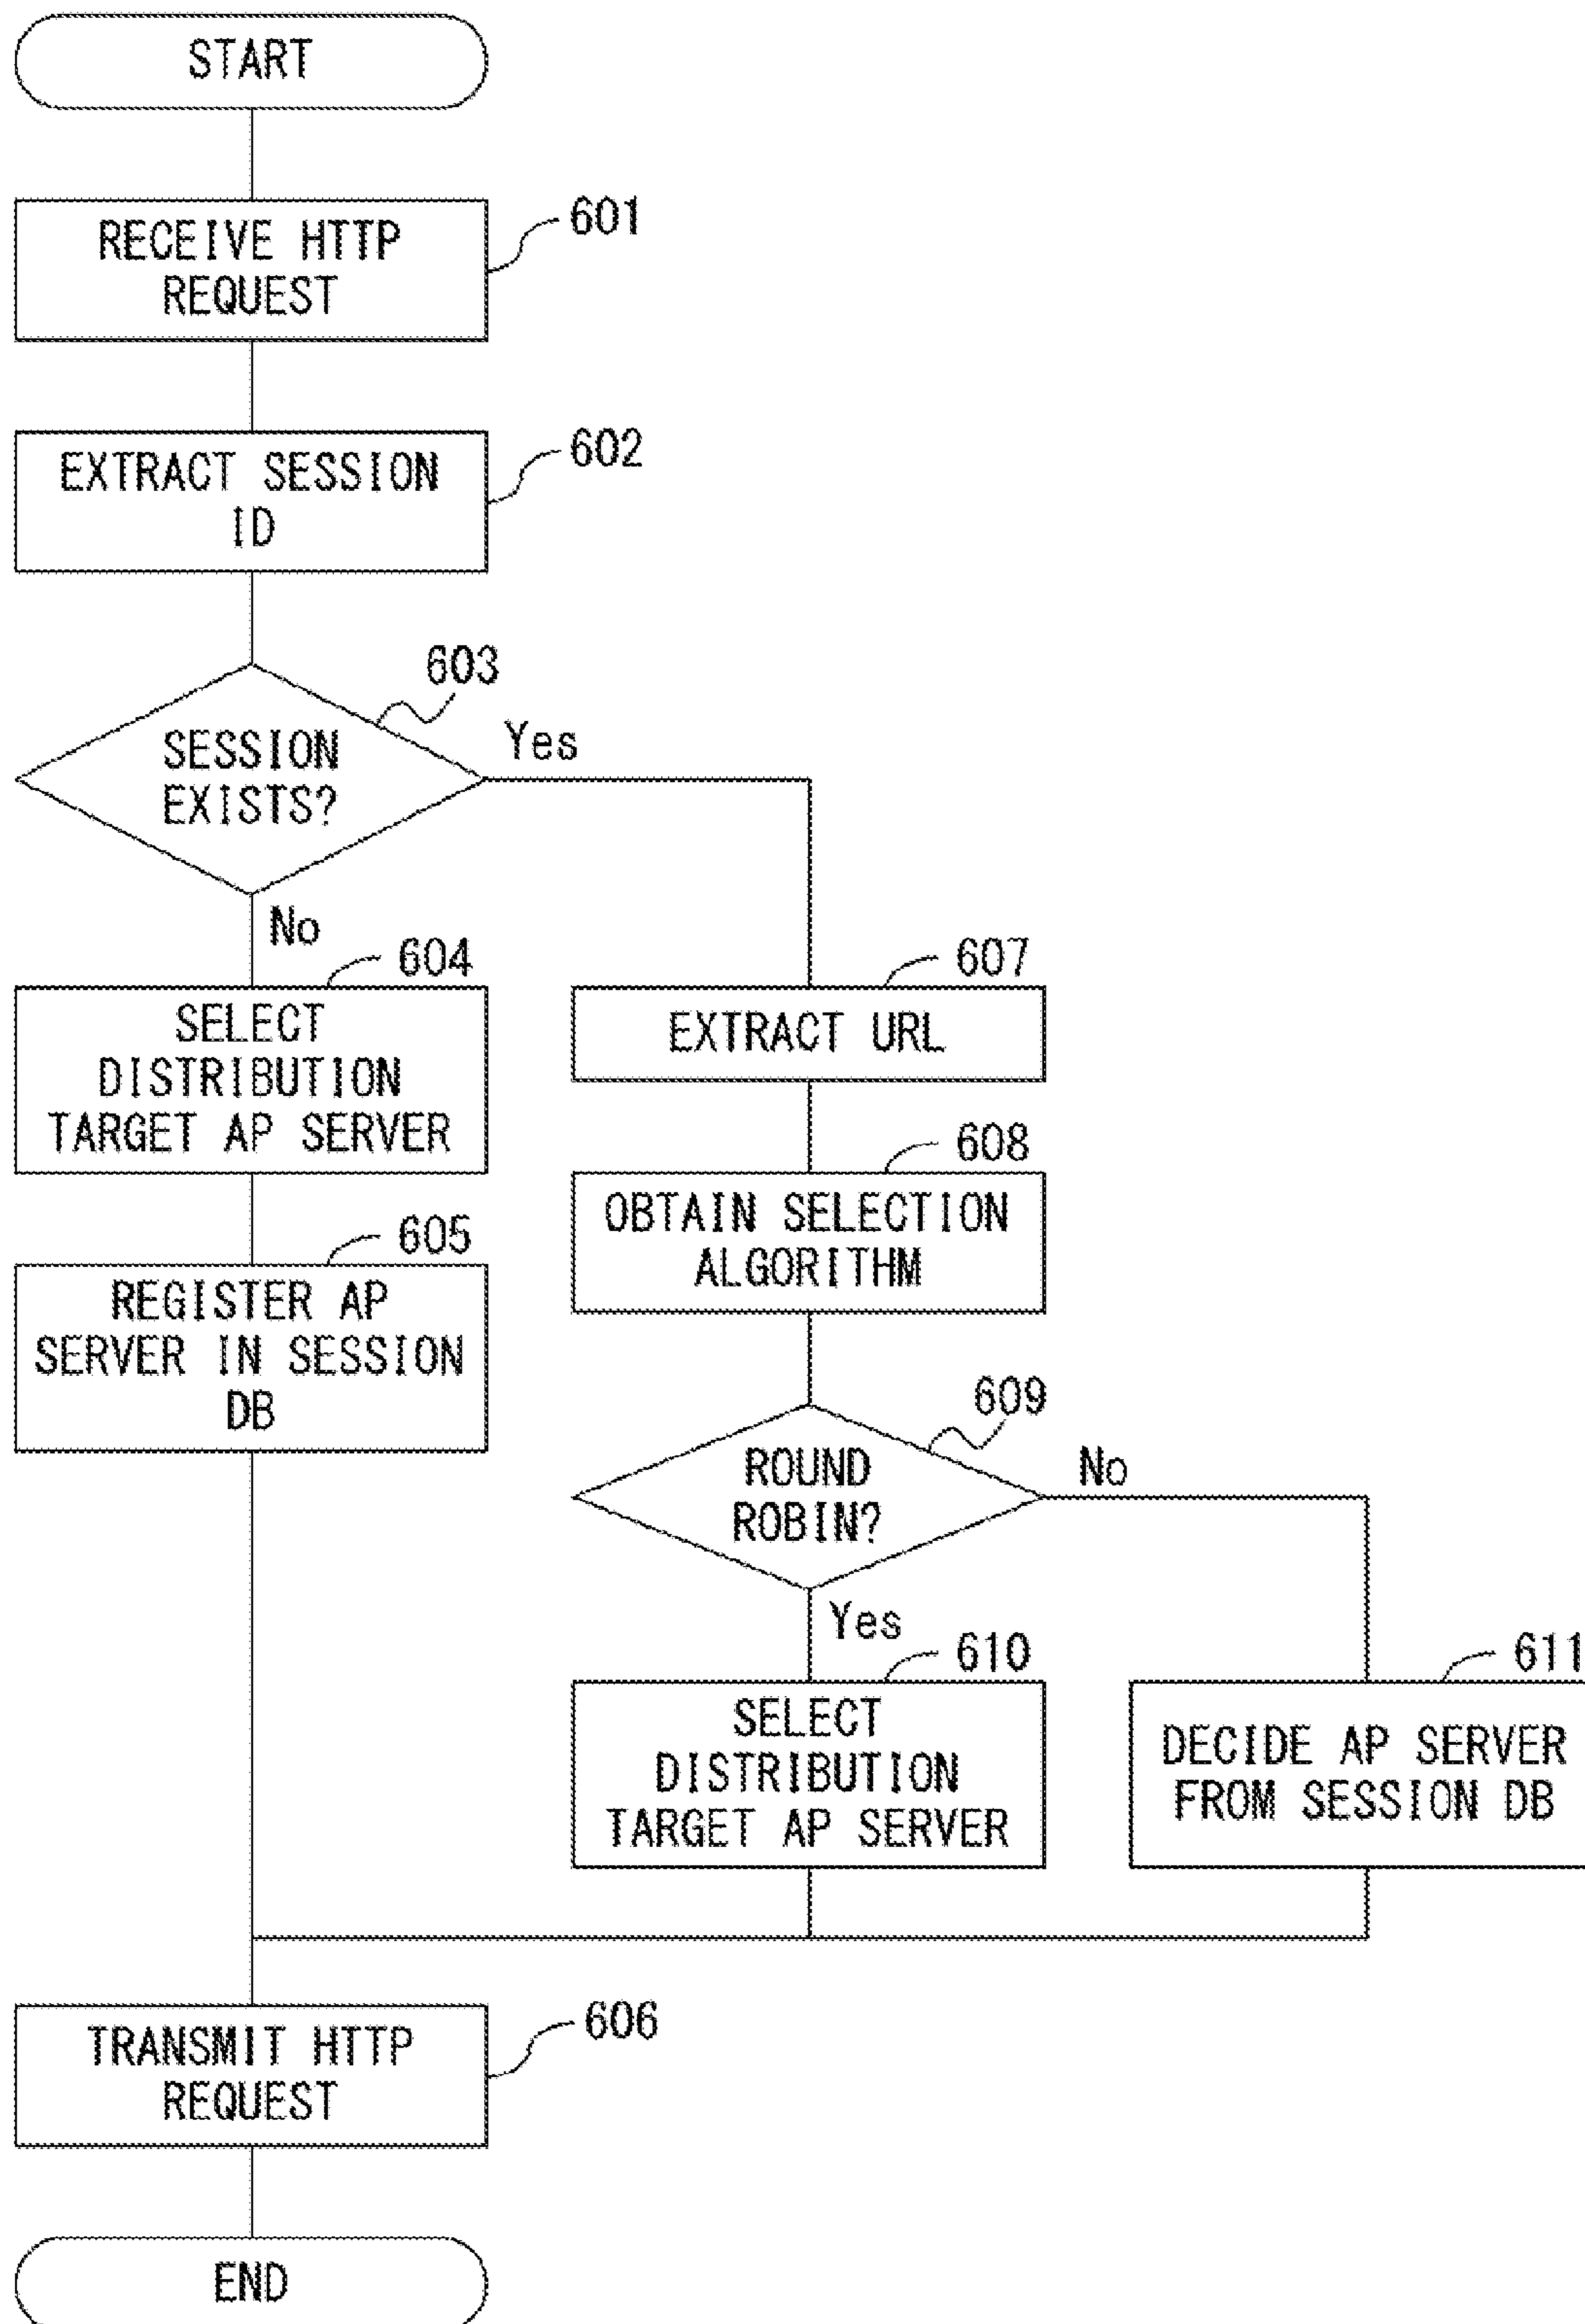 START
RECEIVE HTTP
REQUEST
601
EXTRACT SESSION
ID
602
603
SESSION
EXISTS?
Yes
No
604
SELECT
DISTRIBUTION
TARGET AP SERVER
605
REGISTER AP
SERVER IN SESSION
DB
607
EXTRACT URL
608
OBTAIN SELECTION
ALGORITHM
609
ROUND
ROBIN?
No
Yes
610
SELECT
DISTRIBUTION
TARGET AP SERVER
611
DECIDE AP SERVER
FROM SESSION DB
TRANSMIT HTTP
REQUEST
606
END